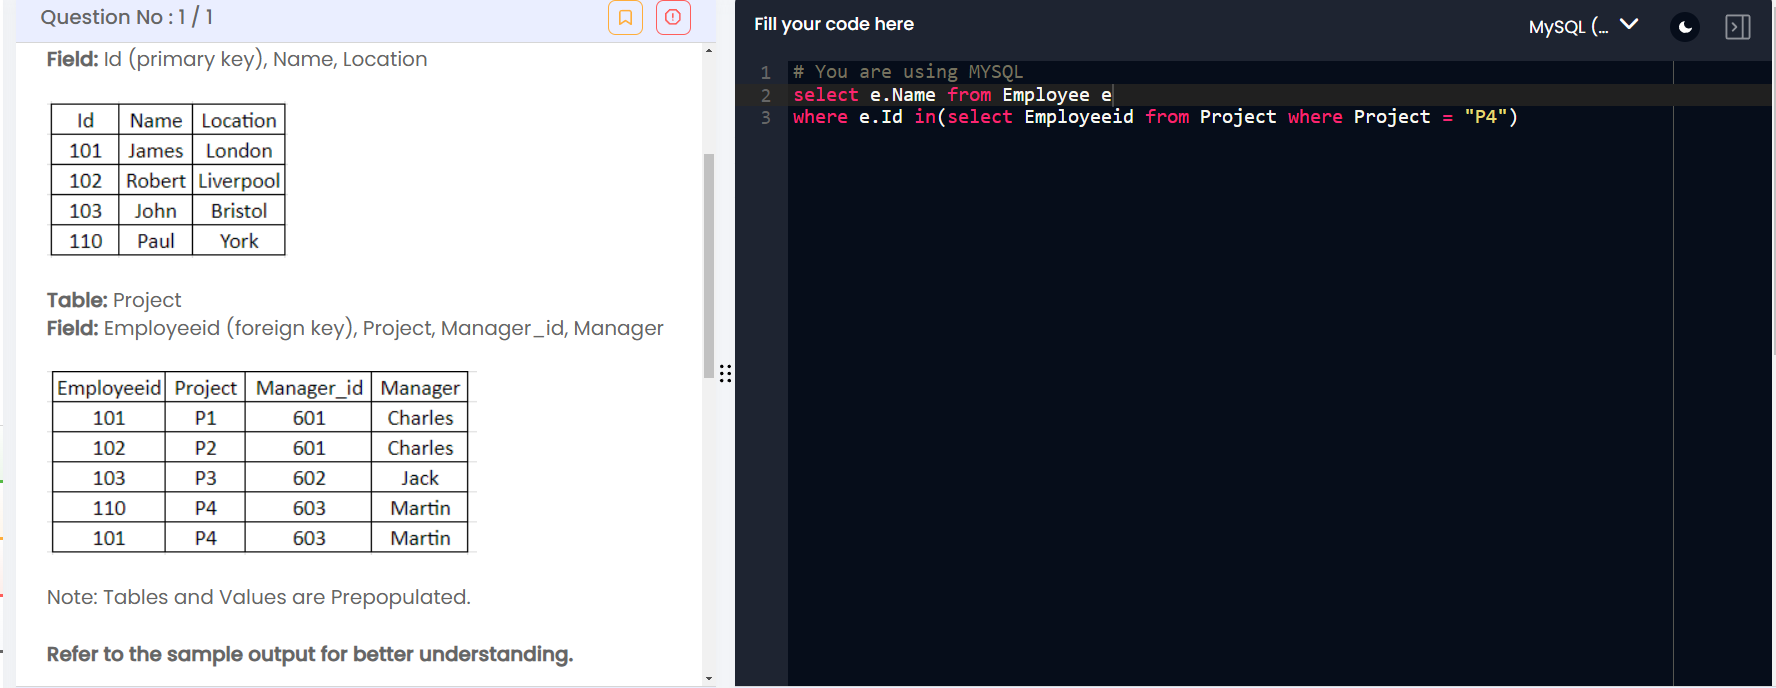 Question No : 1 / 1
Field: Id (primary key), Name, Location
Id Name Location
101 James London
102 Robert Liverpool
103 John Bristol
110 Paul York
Table: Project
Field: Employeeid (foreign key), Project, Manager_id, Manager
Employeeid Project Manager_id Manager
101 P1 601 Charles
102 P2 601 Charles
103 P3 602 Jack
110 P4 603 Martin
101 P4 603 Martin
Note: Tables and Values are Prepopulated.
Refer to the sample output for better understanding.
Fill your code here
MySQL (...
1 # You are using MYSQL
2 select e.Name from Employee e
3 where e.Id in(select Employeeid from Project where Project = "P4")